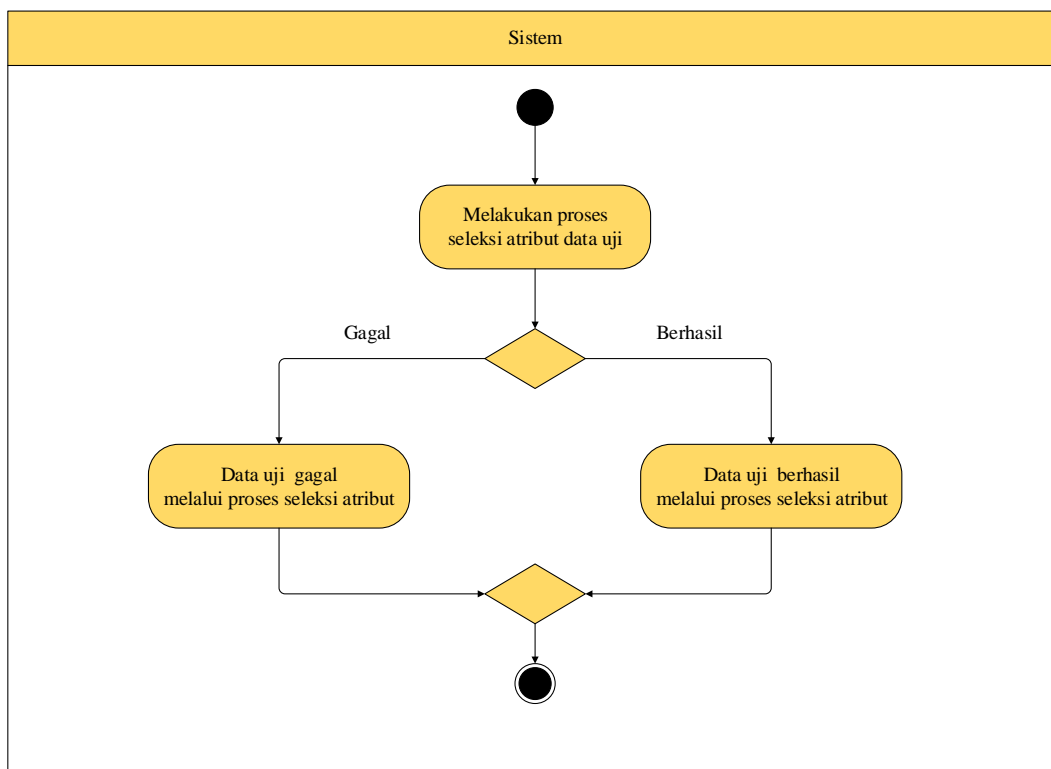 Sistem
Melakukan proses
seleksi atribut data uji
Gagal
Berhasil
Data uji  gagal
melalui proses seleksi atribut
Data uji  berhasil
melalui proses seleksi atribut